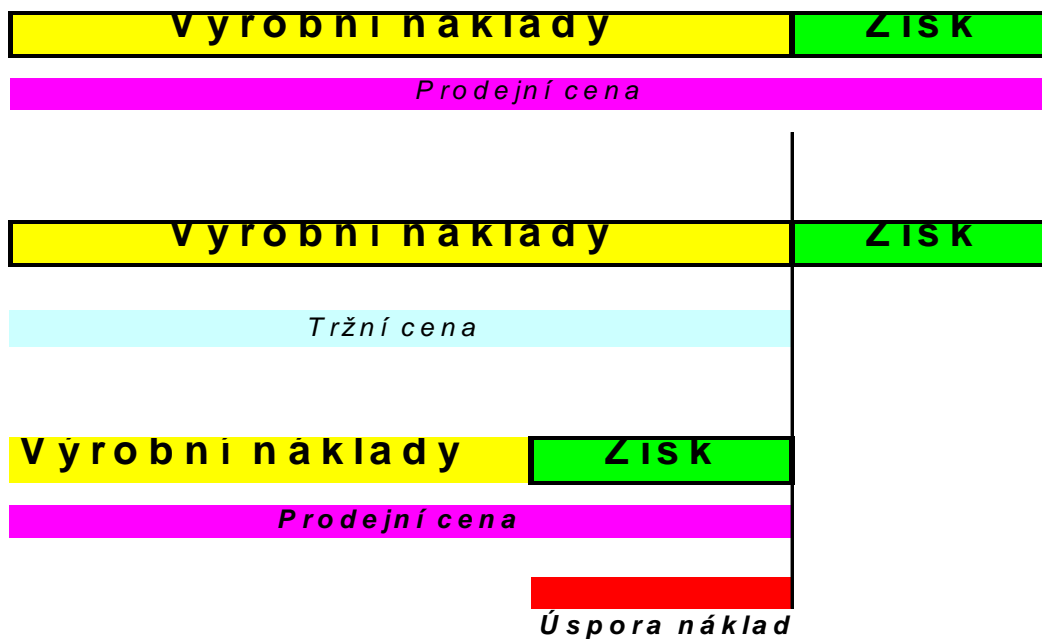 Výrobní náklady Zisk
Prodejní cena
Výrobní náklady Zisk
Tržní cena
Výrobní náklady Zisk
Prodejní cena
Úspora náklad